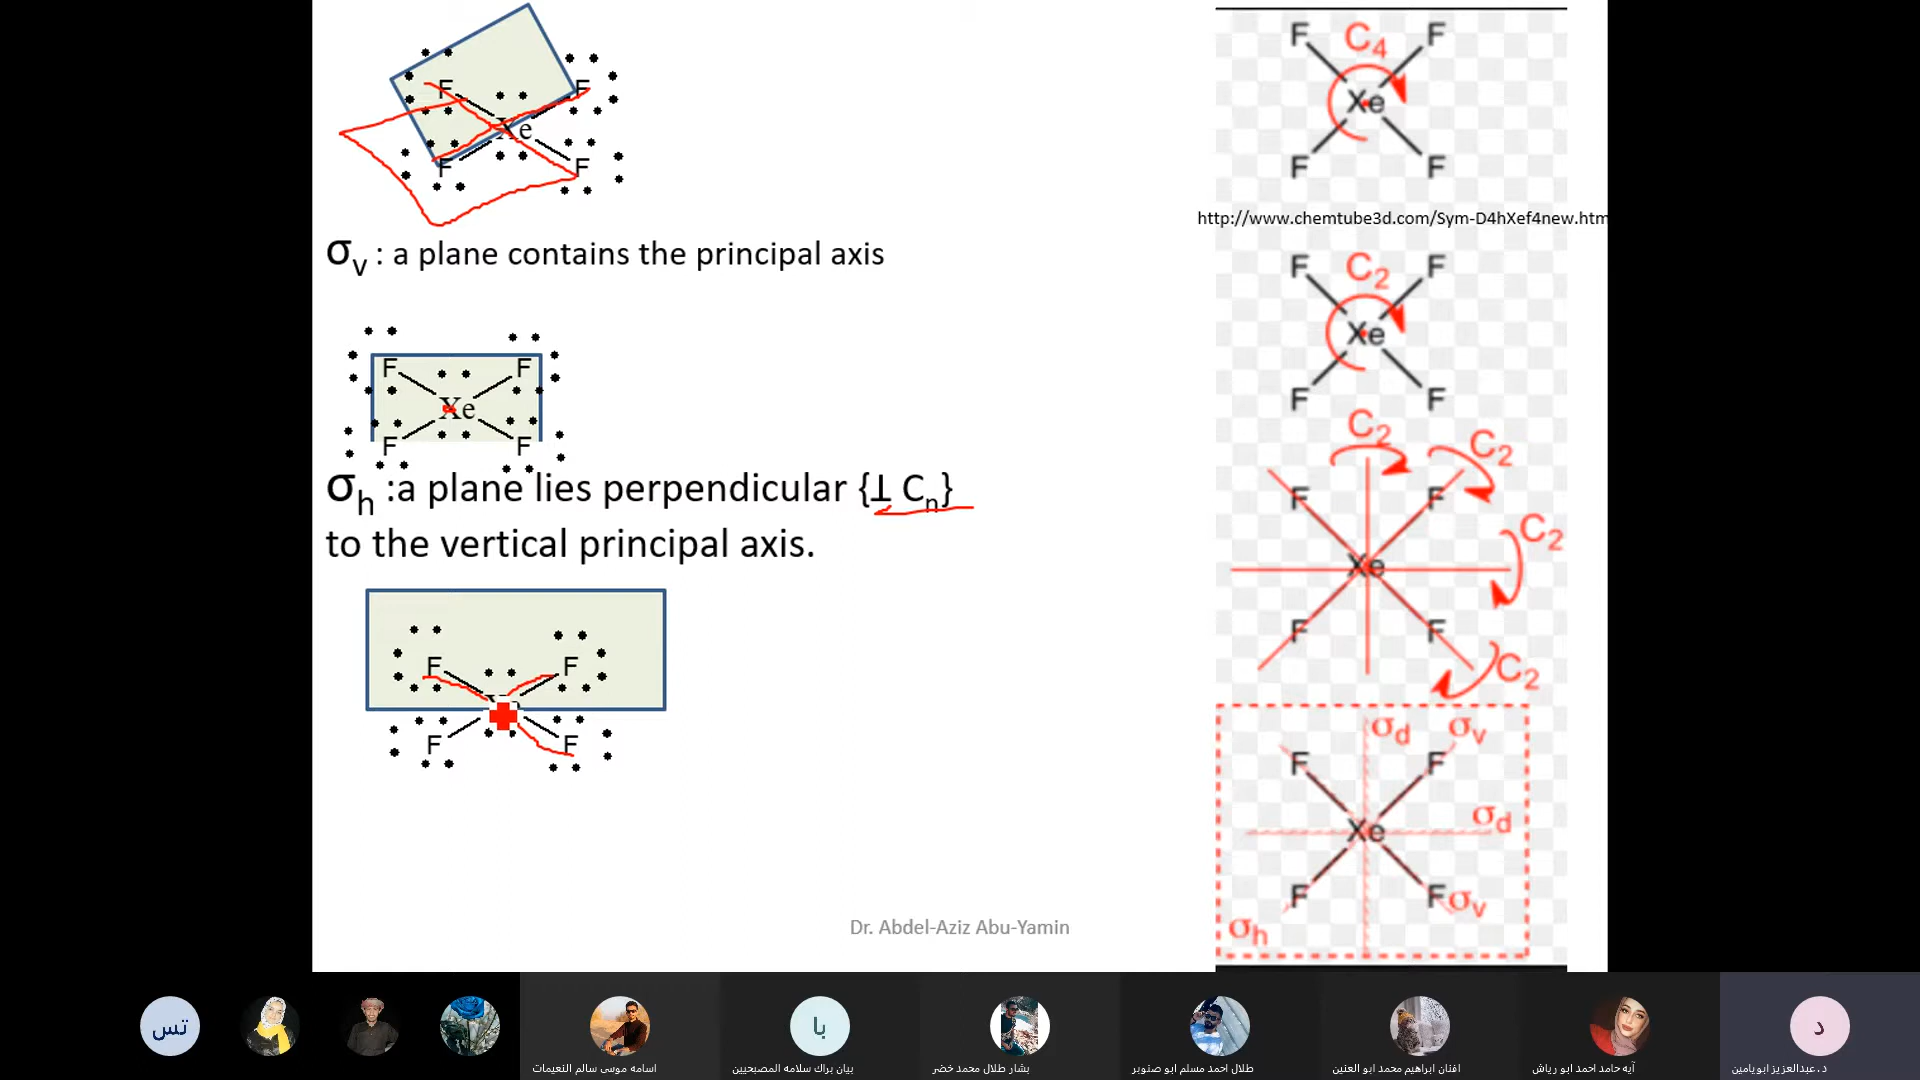 F F
Xe
F F
σv : a plane contains the principal axis
F F
Xe
F F
σh :a plane lies perpendicular {⊥ Cn}
to the vertical principal axis.
F F
F F
Dr. Abdel-Aziz Abu-Yamin
F C4 F
Xe
F F
http://www.chemtube3d.com/Sym-D4hXef4new.htm
F C2 F
Xe
F F
C2 C2
F F
C2
Xe
F F
C2
σd σv
F F
σd
Xe
F F σv
σh
تس
با
د
اسامه موسى سالم النعيمات
بيان براك سلامه المصبحيين
بشار طلال محمد خضر
طلال احمد مسلم ابو صنوبر
افنان ابراهيم محمد ابو العنين
آيه حامد احمد ابو رياش
د.عبدالعزيز ابويامين